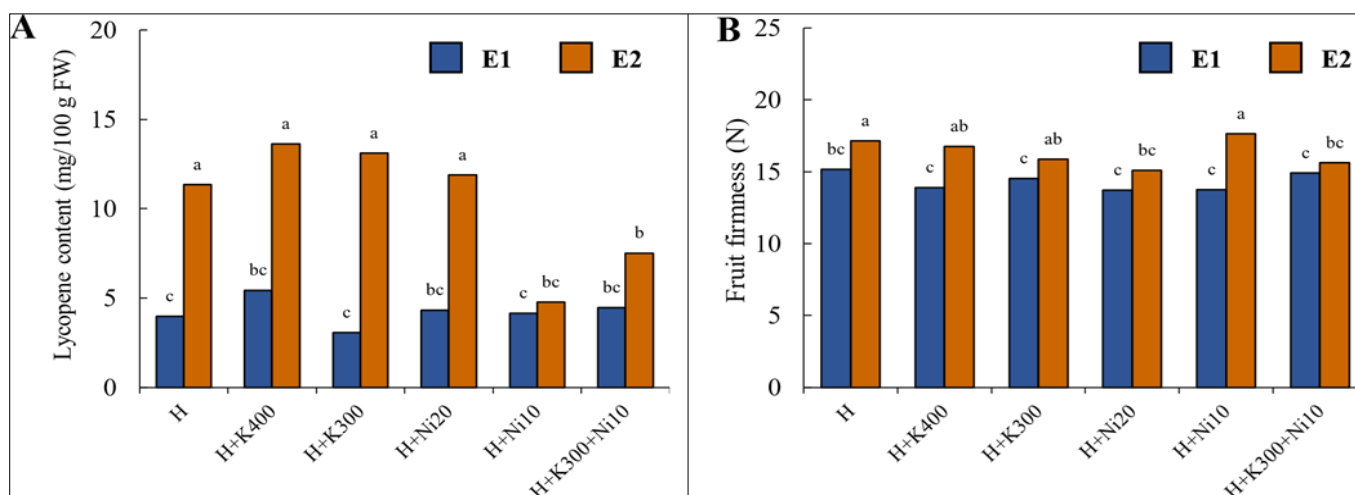 A
Lycopene content (mg/100 g FW)
20
15
10
5
0
E1 E2
c a bc a c a bc a c bc bc b
H H+K400 H+K300 H+Ni20 H+Ni10 H+K300+Ni10
B
Fruit firmness (N)
25
20
15
10
5
0
E1 E2
bc a c ab c ab c bc c a c bc
H H+K400 H+K300 H+Ni20 H+Ni10 H+K300+Ni10